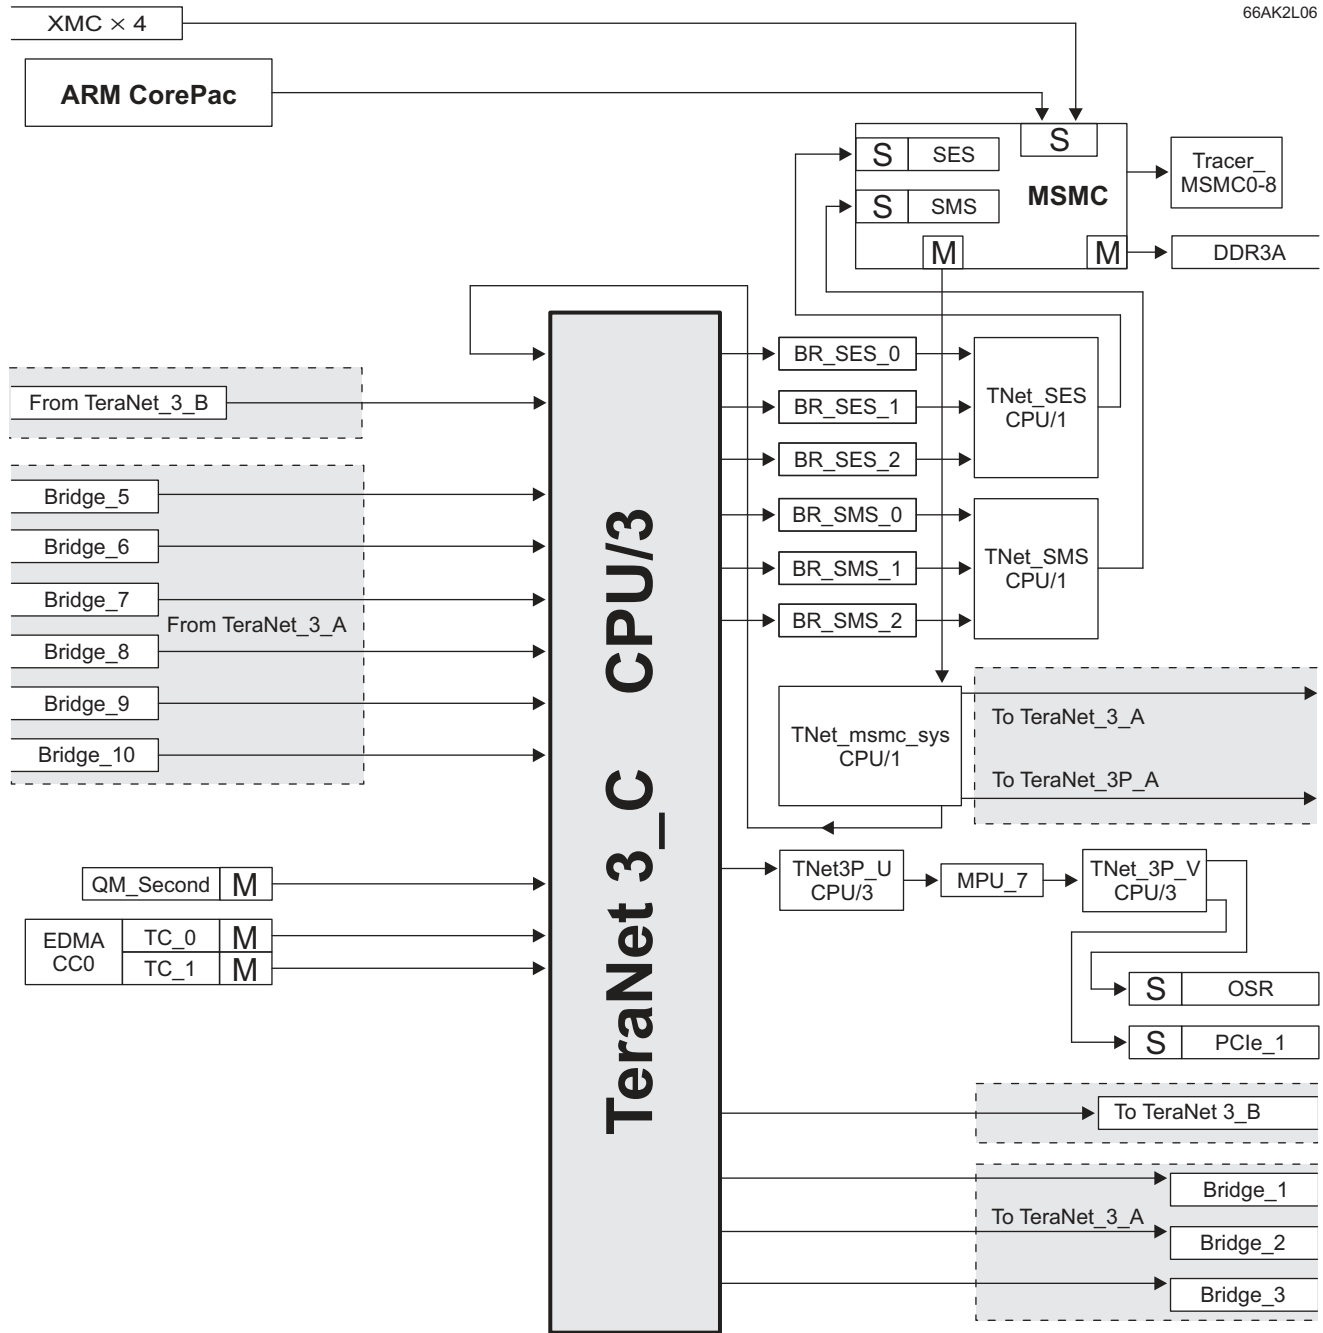 66AK2L06
XMC × 4
ARM CorePac
S
S SES
Tracer_
MSMC0-8
MSMC
S SMS
M
M
DDR3A
BR_SES_0
TNet_SES
CPU/1
From TeraNet_3_B
BR_SES_1
BR_SES_2
Bridge_5
BR_SMS_0
Bridge_6
BR_SMS_1
TNet_SMS
CPU/1
Bridge_7
From TeraNet_3_A
BR_SMS_2
Bridge_8
Bridge_9
Bridge_10
TeraNet 3_C CPU/3
TNet_msmc_sys
CPU/1
To TeraNet_3_A
To TeraNet_3P_A
QM_Second M
TNet3P_U
CPU/3
MPU_7
TNet_3P_V
CPU/3
EDMA
CC0
TC_0 M
TC_1 M
S OSR
S PCIe_1
To TeraNet 3_B
Bridge_1
To TeraNet_3_A
Bridge_2
Bridge_3